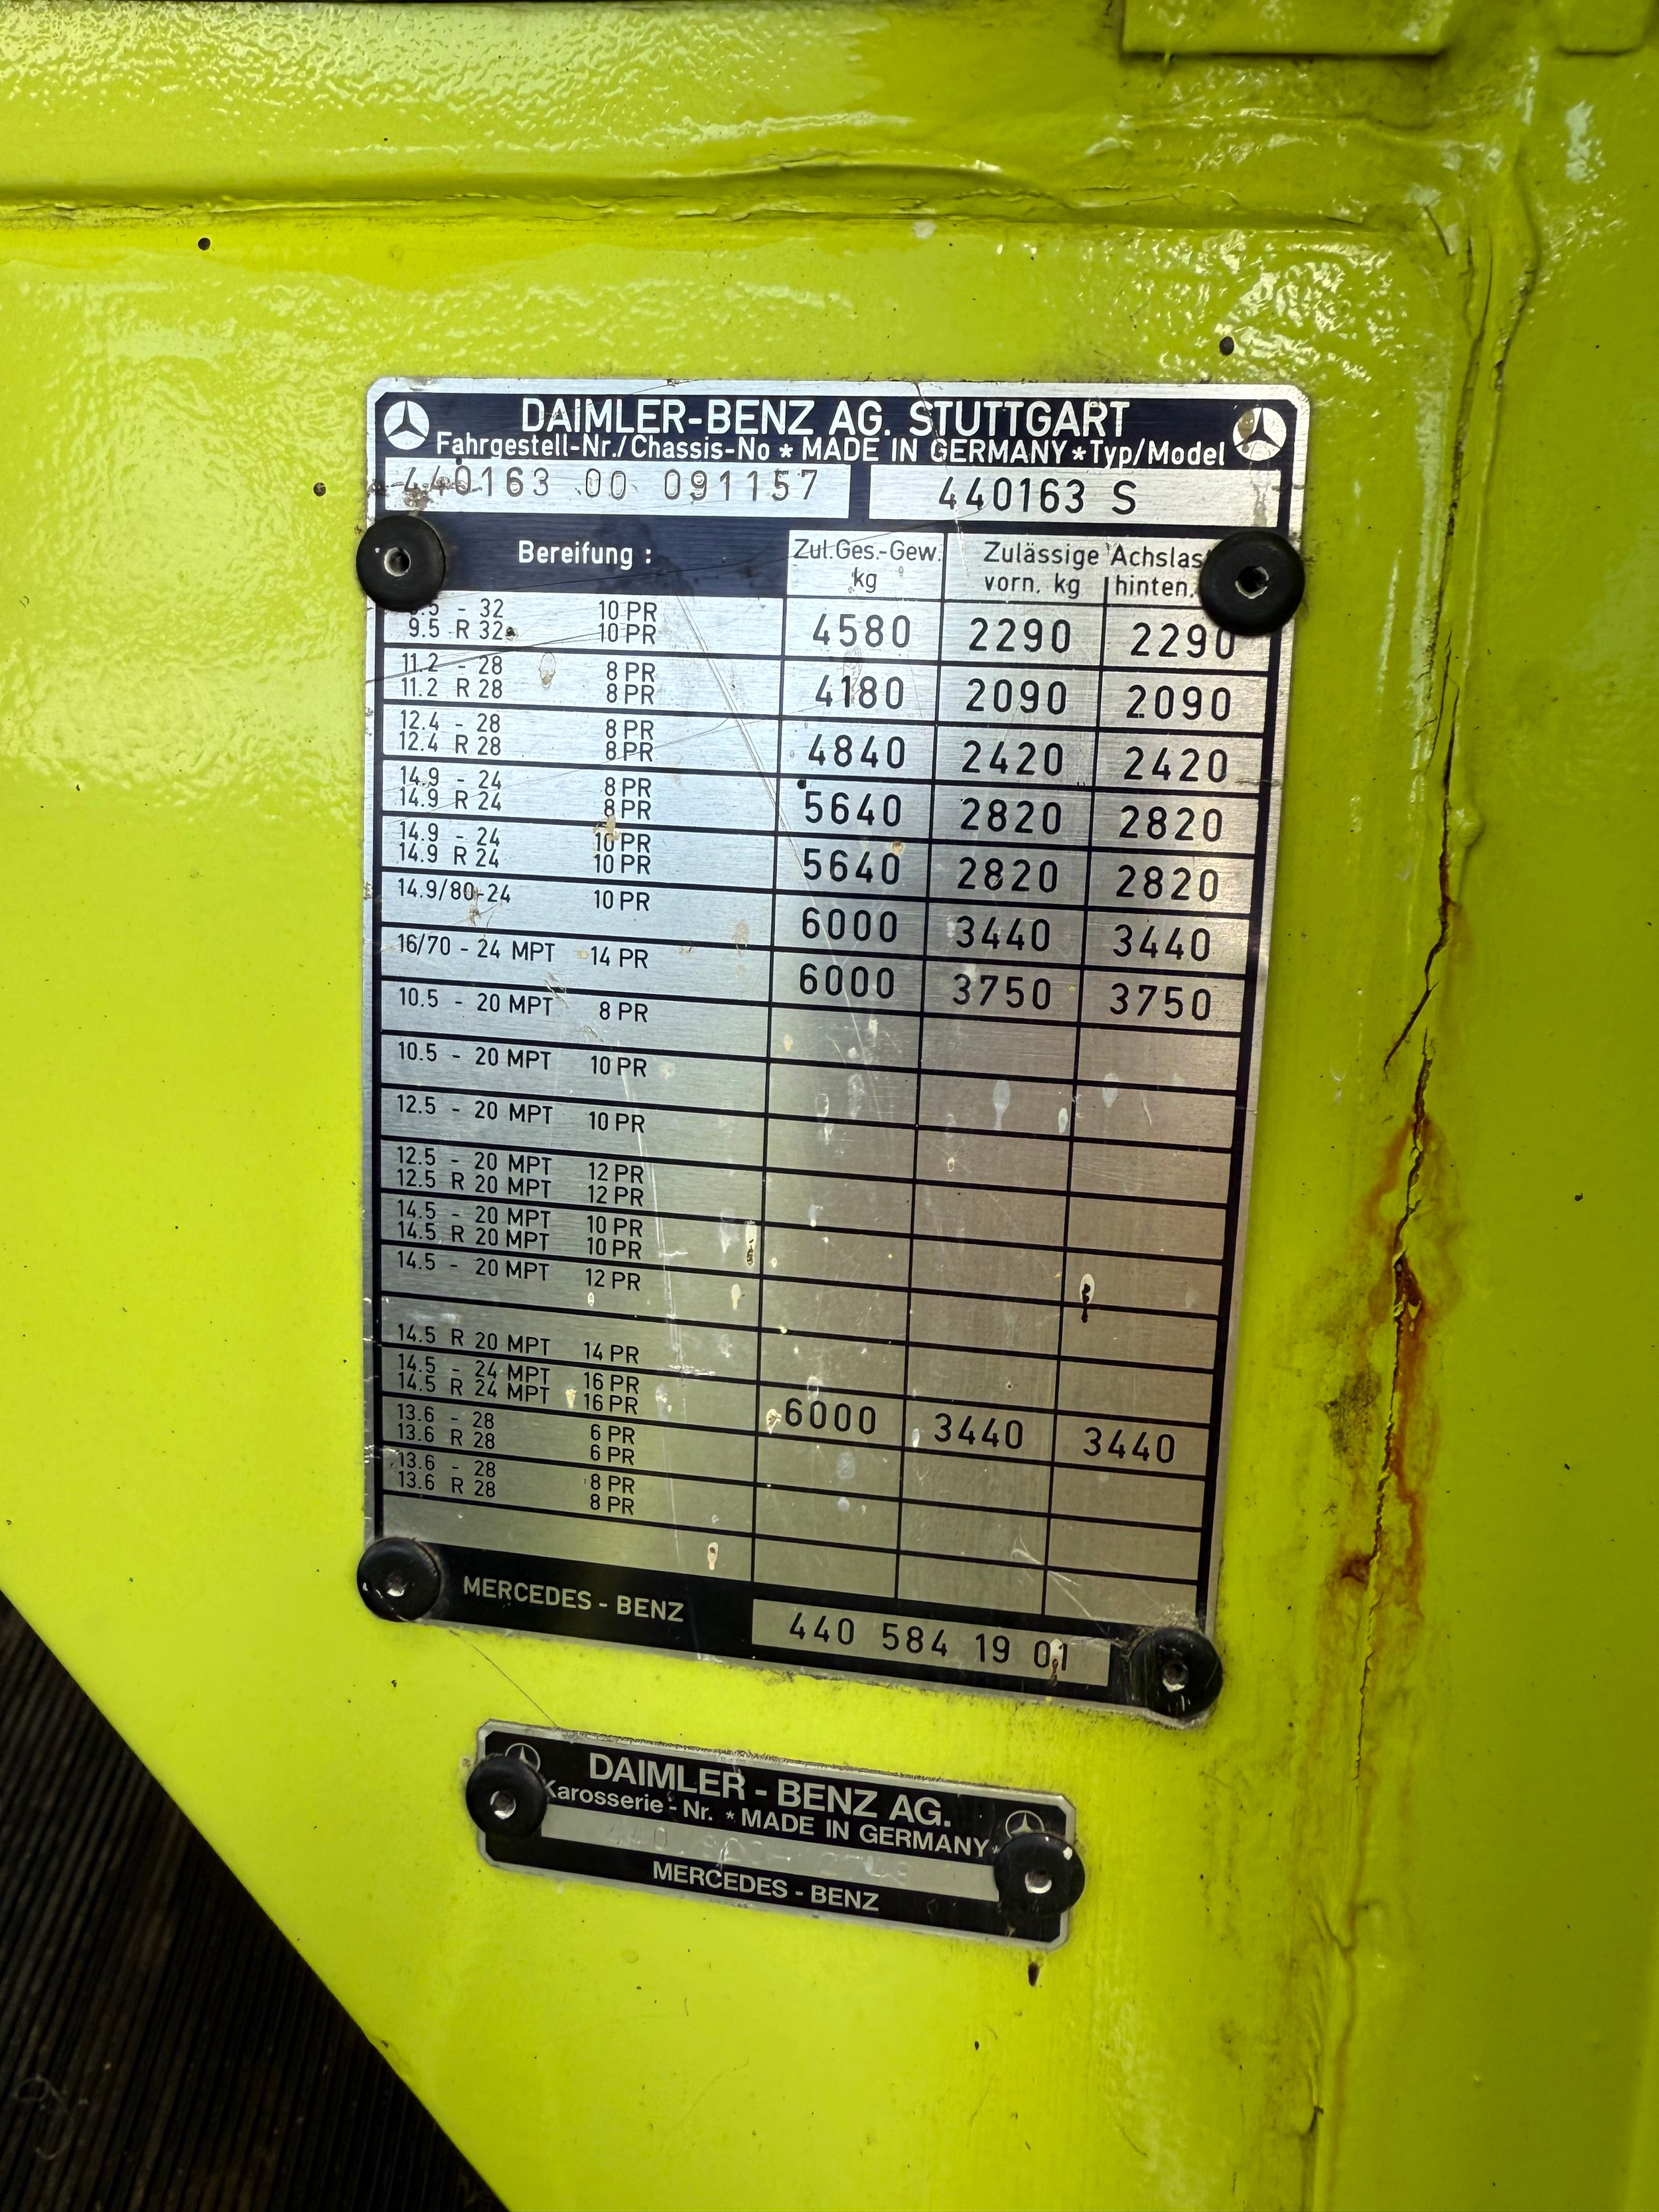 DAIMLER-BENZ AG. STUTTGART
Fahrgestell-Nr./Chassis-No * MADE IN GERMANY * Typ/Model
440163 00 091157 440163 S
Bereifung : Zul.Ges.-Gew. kg Zulässige vorn, kg hinten,
- 32 10 PR
9.5 R 32 10 PR 4580 2290 2290
11.2 - 28 8 PR
11.2 R 28 8 PR 4180 2090 2090
12.4 - 28 8 PR
12.4 R 28 8 PR 4840 2420 2420
14.9 - 24 8 PR
14.9 R 24 8 PR 5640 2820 2820
14.9 - 24 10 PR
14.9 R 24 10 PR 5640 2820 2820
14.9/80-24 10 PR 6000 3440 3440
16/70 - 24 MPT 14 PR 6000 3750 3750
10.5 - 20 MPT 8 PR
10.5 - 20 MPT 10 PR
12.5 - 20 MPT 10 PR
12.5 - 20 MPT 12 PR
12.5 R 20 MPT 12 PR
14.5 - 20 MPT 10 PR
14.5 R 20 MPT 10 PR
14.5 - 20 MPT 12 PR
14.5 R 20 MPT 14 PR
14.5 - 24 MPT 16 PR
14.5 R 24 MPT 16 PR 6000 3440 3440
13.6 - 28 6 PR
13.6 R 28 6 PR
13.6 - 28 8 PR
13.6 R 28 8 PR
MERCEDES - BENZ 440 584 19 01
DAIMLER - BENZ AG.
Karosserie - Nr. * MADE IN GERMANY *
MERCEDES - BENZ